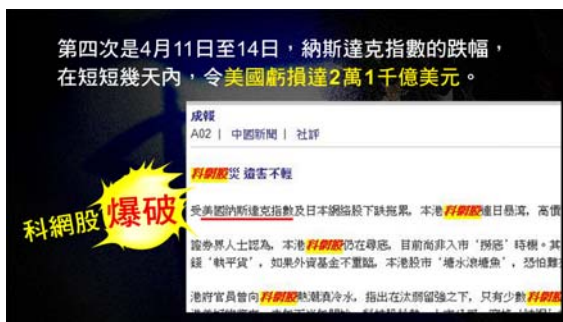 第四次是4月11日至14日，納斯達克指數的跌幅，
在短短幾天內，令美國虧損達2萬1千億美元。
成報
A02 | 中國新聞 | 社評
科網股災 遺害不輕
科網股爆破
受美國納斯達克指數及日本網絡股下跌拖累，本港科網股連日暴瀉，高價
證券界人士認為，本港科網股仍在尋底，目前尚非入市‘撈底’時機。其
錢‘執平貨’，如果外資基金不重臨，本港股市‘塘水滾塘魚’，恐怕難
港府官員曾向科網股熱潮潑冷水，指出在汰弱留強之下，只有少數科網股